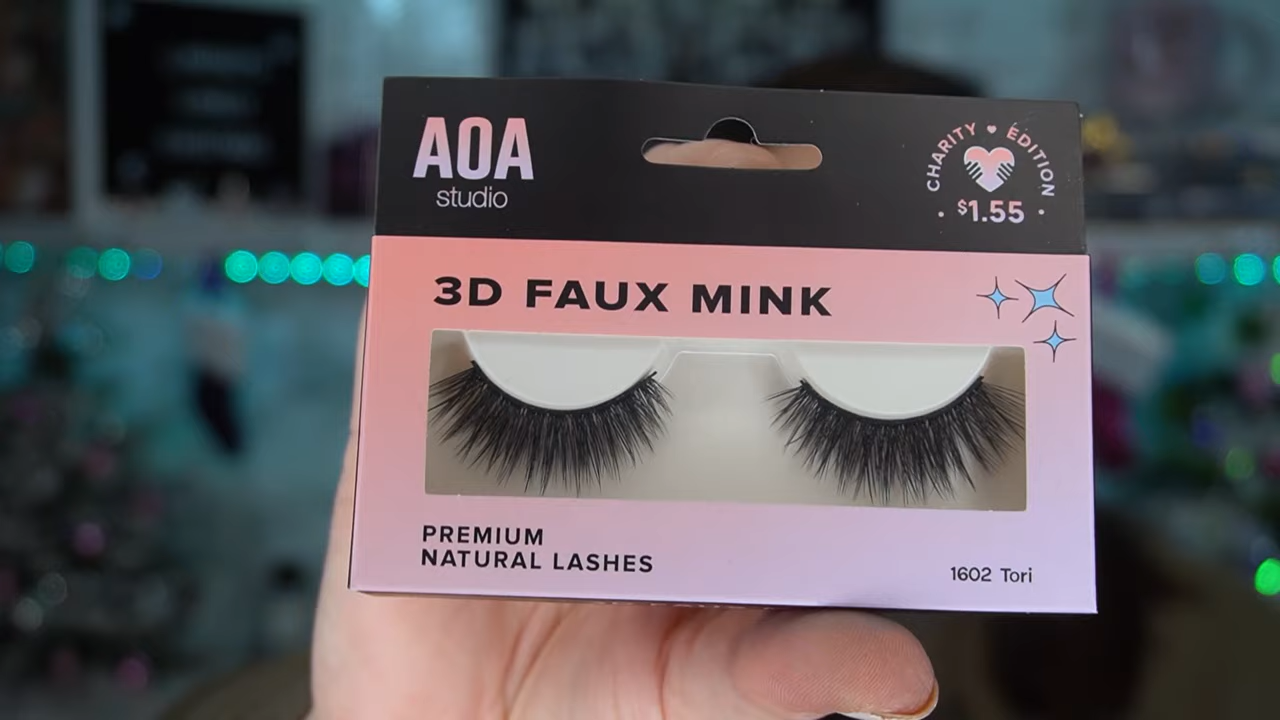 AOA
studio
CHARITY EDITION
$1.55
3D FAUX MINK
PREMIUM
NATURAL LASHES
1602 Tori